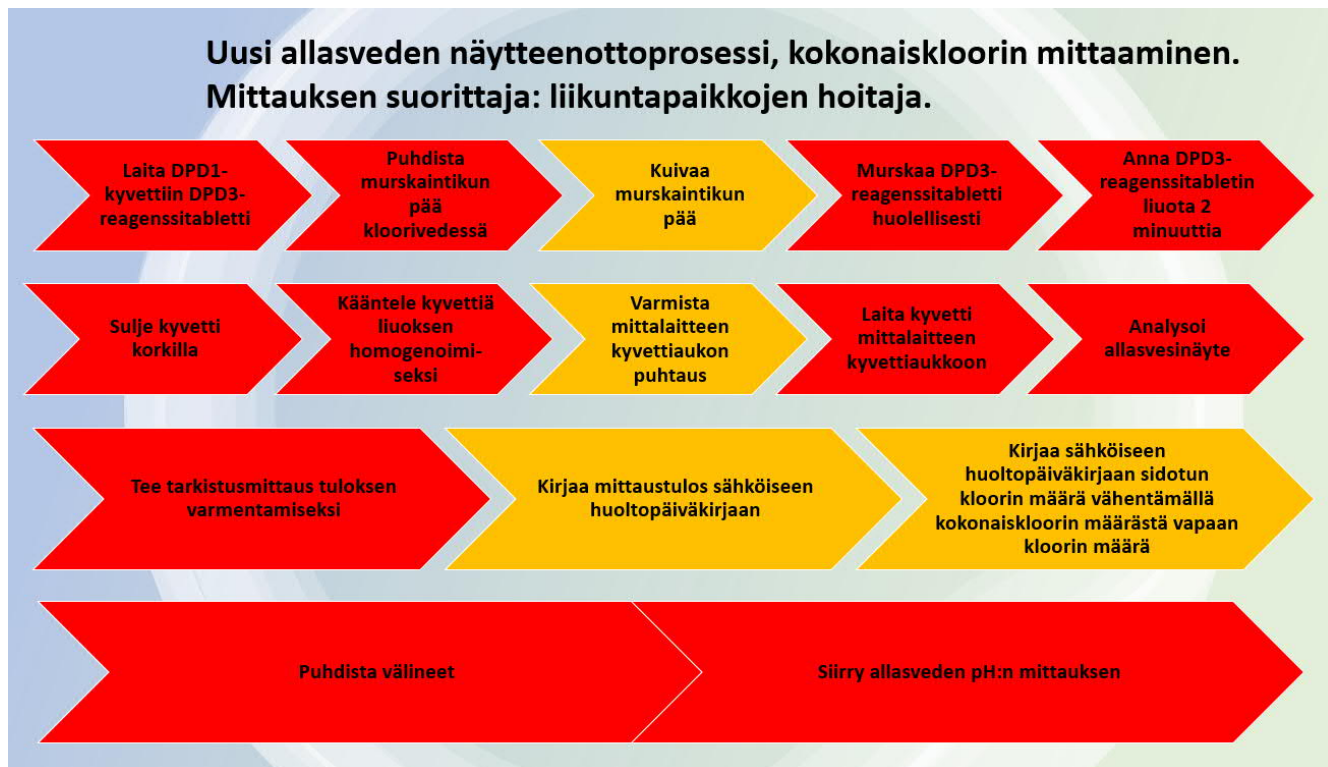 Uusi allasveden näytteenottoprosessi, kokonaiskloorin mittaaminen.
Mittauksen suorittaja: liikuntapaikkojen hoitaja.
Laita DPD1-
kyvettiin DPD3-
reagenssitabletti
Puhdista
murskaintikun
pää
kloorivedessä
Kuivaa
murskaintikun
pää
Murskaa DPD3-
reagenssitabletti
huolellisesti
Anna DPD3-
reagenssitabletin
liuota 2
minuuttia
Sulje kyvetti
korkilla
Kääntele kyvettiä
liuoksen
homogenoimi-
seksi
Varmista
mittalaitteen
kyvettiaukon
puhtaus
Laita kyvetti
mittalaitteen
kyvettiaukkoon
Analysoi
allasvesinäyte
Tee tarkistusmittaus tuloksen
varmentamiseksi
Kirjaa mittaustulos sähköiseen
huoltopäiväkirjaan
Kirjaa sähköiseen
huoltopäiväkirjaan sidotun
kloorin määrä vähentämällä
kokonaiskloorin määrästä vapaan
kloorin määrä
Puhdista välineet
Siirry allasveden pH:n mittauksen